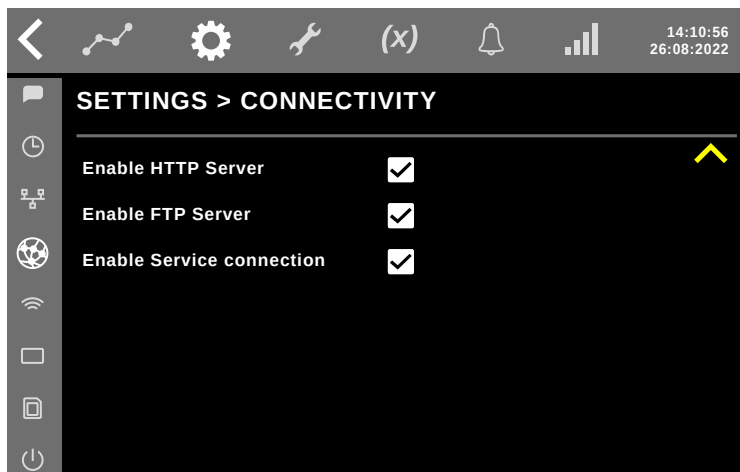 (x)
14:10:56
26:08:2022
SETTINGS > CONNECTIVITY
Enable HTTP Server
Enable FTP Server
Enable Service connection